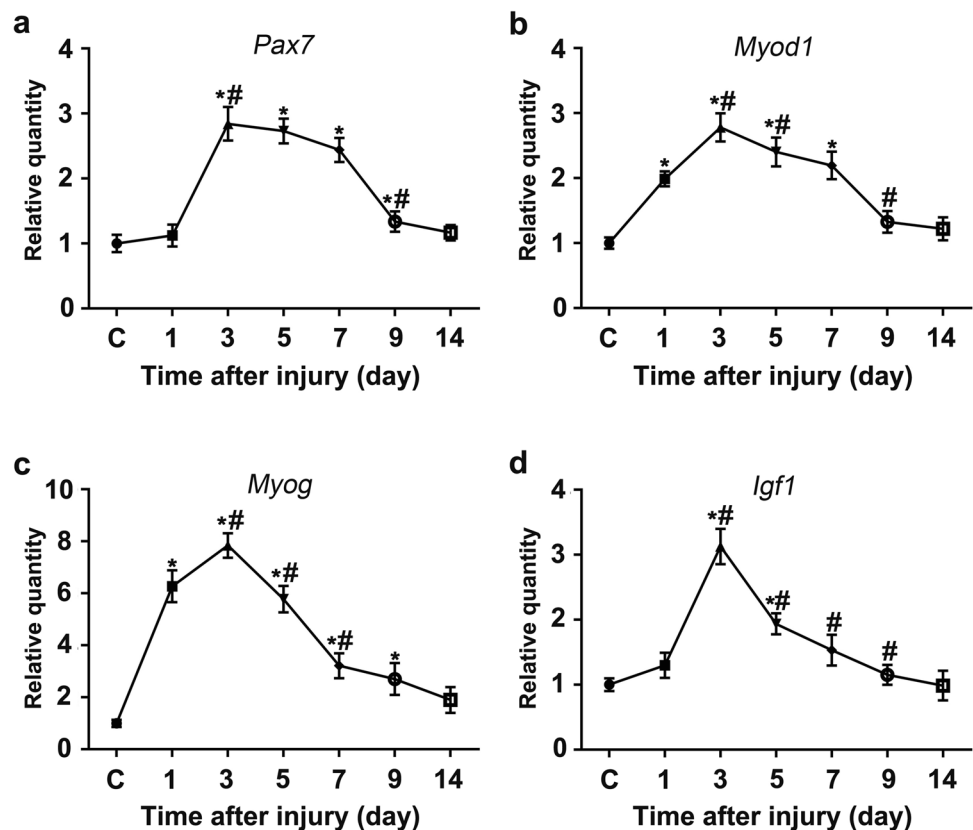 a
Pax7
Relative quantity
4
3
2
1
0
*#
*
*
*#
C 1 3 5 7 9 14
Time after injury (day)
b
Myod1
Relative quantity
4
3
2
1
0
*
*#
*#
*
#
C 1 3 5 7 9 14
Time after injury (day)
c
Myog
Relative quantity
10
8
6
4
2
0
*
*#
*#
*#
*
C 1 3 5 7 9 14
Time after injury (day)
d
Igf1
Relative quantity
4
3
2
1
0
*#
*#
#
#
C 1 3 5 7 9 14
Time after injury (day)